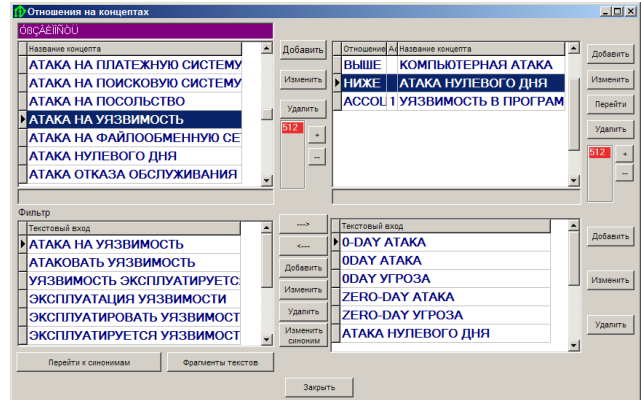 Отношения на концептах
ÓßÇÂÈÌÎÑÒÜ
Название концепта
АТАКА НА ПЛАТЕЖНУЮ СИСТЕМУ
АТАКА НА ПОИСКОВУЮ СИСТЕМУ
АТАКА НА ПОСОЛЬСТВО
АТАКА НА УЯЗВИМОСТЬ
АТАКА НА ФАЙЛООБМЕННУЮ СЕ
АТАКА НУЛЕВОГО ДНЯ
АТАКА ОТКАЗА ОБСЛУЖИВАНИЯ
Добавить
Изменить
Удалить
512
+
--
Отношение Ас Название концепта
ВЫШЕ КОМПЬЮТЕРНАЯ АТАКА
НИЖЕ АТАКА НУЛЕВОГО ДНЯ
АССОЦ 1 УЯЗВИМОСТЬ В ПРОГРАМ
Добавить
Изменить
Перейти
Удалить
512
+
--
Фильтр
Текстовый вход
АТАКА НА УЯЗВИМОСТЬ
АТАКОВАТЬ УЯЗВИМОСТЬ
УЯЗВИМОСТЬ ЭКСПЛУАТИРУЕТС
ЭКСПЛУАТАЦИЯ УЯЗВИМОСТИ
ЭКСПЛУАТИРОВАТЬ УЯЗВИМОСТ
ЭКСПЛУАТИРУЕТСЯ УЯЗВИМОСТ
--->
<---
Добавить
Изменить
Удалить
Изменить
синоним
Текстовый вход
0-DAY АТАКА
0DAY АТАКА
0DAY УГРОЗА
ZERO-DAY АТАКА
ZERO-DAY УГРОЗА
АТАКА НУЛЕВОГО ДНЯ
Добавить
Изменить
Удалить
Перейти к синонимам
Фрагменты текстов
Закрыть